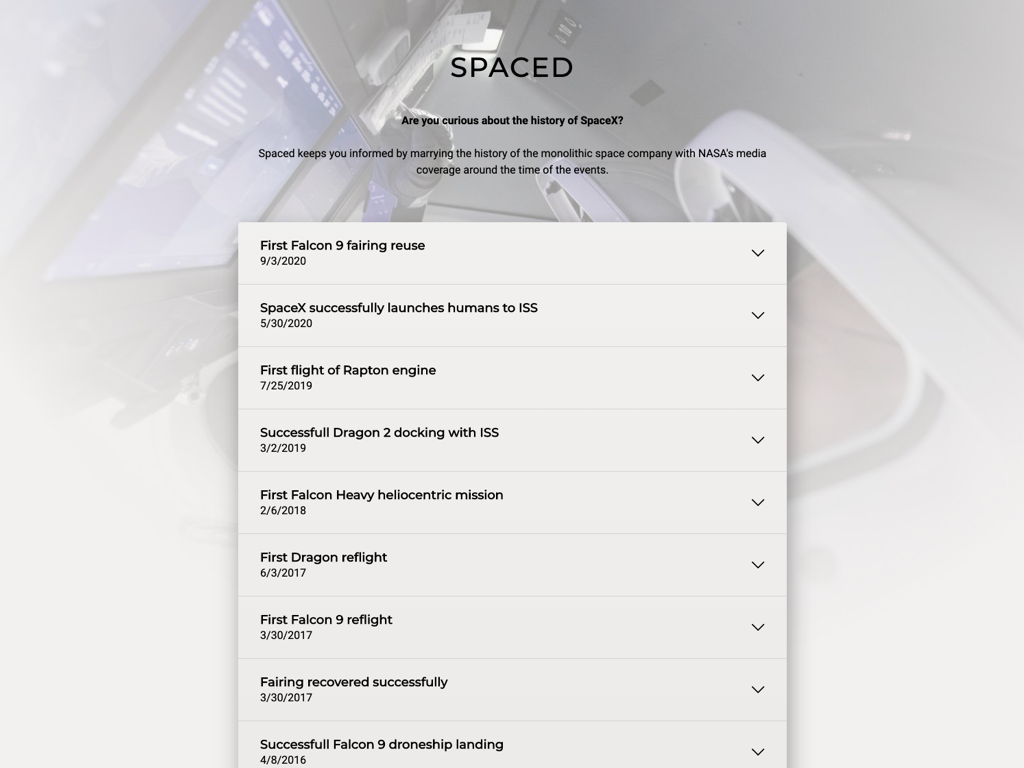 SPACED
Are you curious about the history of SpaceX?
Spaced keeps you informed by marrying the history of the monolithic space company with NASA's media
coverage around the time of the events.
First Falcon 9 fairing reuse
9/3/2020
SpaceX successfully launches humans to ISS
5/30/2020
First flight of Rapton engine
7/25/2019
Successfull Dragon 2 docking with ISS
3/2/2019
First Falcon Heavy heliocentric mission
2/6/2018
First Dragon reflight
6/3/2017
First Falcon 9 reflight
3/30/2017
Fairing recovered successfully
3/30/2017
Successfull Falcon 9 droneship landing
4/8/2016